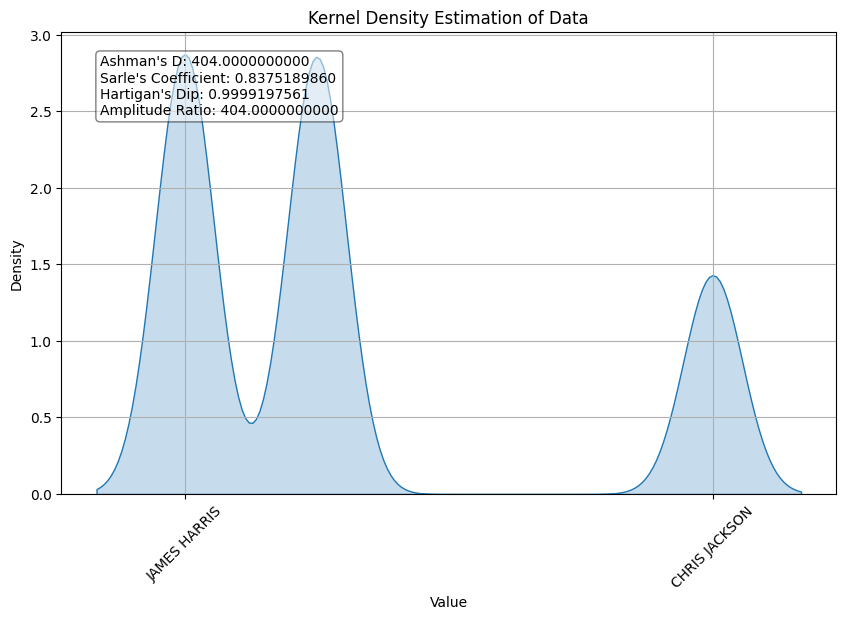 Kernel Density Estimation of Data
3.0
2.5
2.0
1.5
1.0
0.5
0.0
Density
Ashman's D: 404.0000000000
Sarle's Coefficient: 0.8375189860
Hartigan's Dip: 0.9999197561
Amplitude Ratio: 404.0000000000
JAMES HARRIS
CHRIS JACKSON
Value